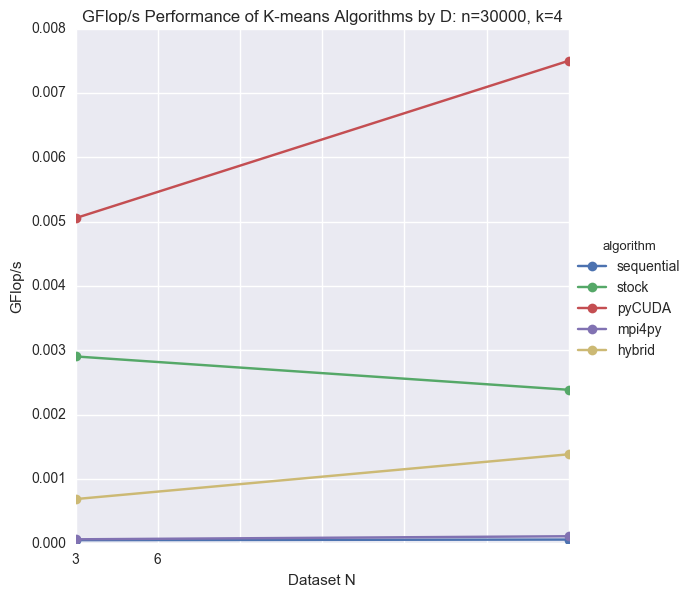 GFlop/s Performance of K-means Algorithms by D: n=30000, k=4
0.008
0.007
0.006
0.005
0.004
0.003
0.002
0.001
0.000
GFlop/s
3 6
Dataset N
algorithm
sequential
stock
pyCUDA
mpi4py
hybrid